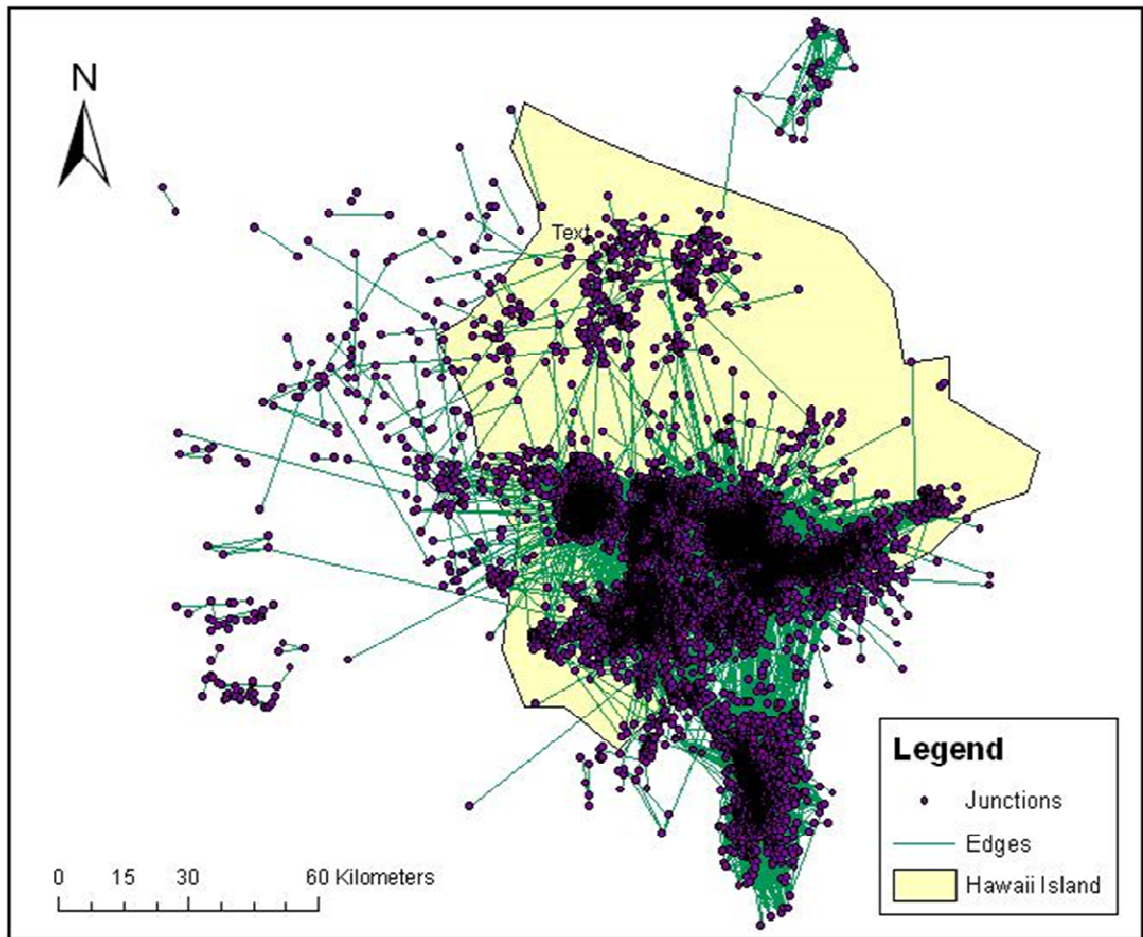 N
Text
Legend
Junctions
Edges
Hawaii Island
0 15 30 60 Kilometers